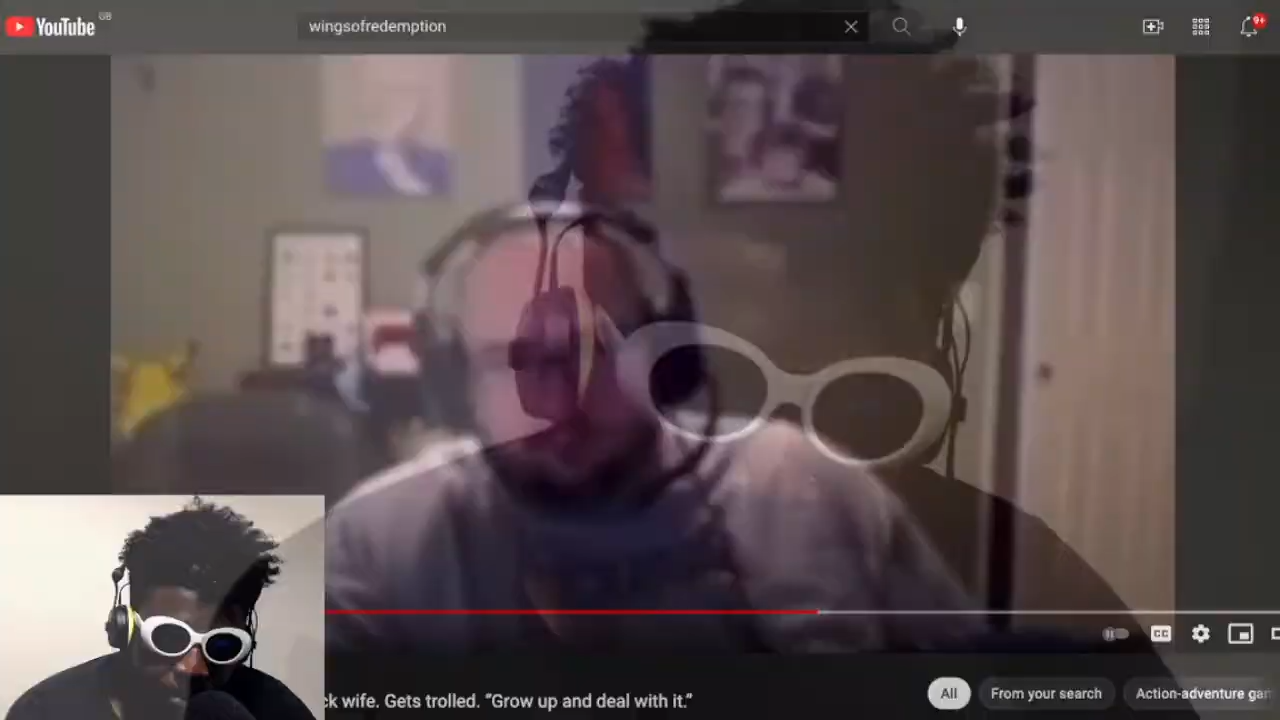 YouTube GB
wingsofredemption
9+
CC
ck wife. Gets trolled. “Grow up and deal with it.”
All
From your search
Action-adventure gam